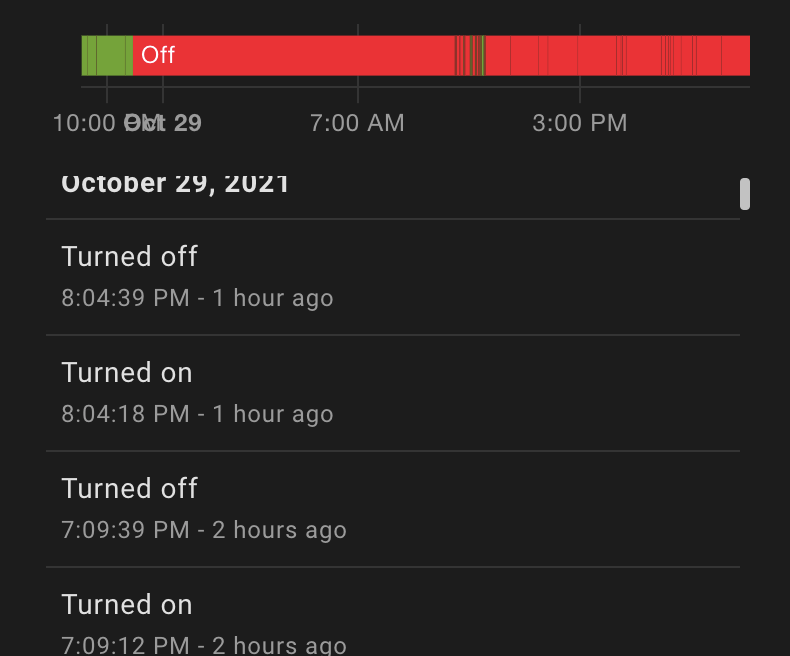 Off
10:00 PM Oct 29 7:00 AM 3:00 PM
October 29, 2021
Turned off
8:04:39 PM - 1 hour ago
Turned on
8:04:18 PM - 1 hour ago
Turned off
7:09:39 PM - 2 hours ago
Turned on
7:09:12 PM - 2 hours ago